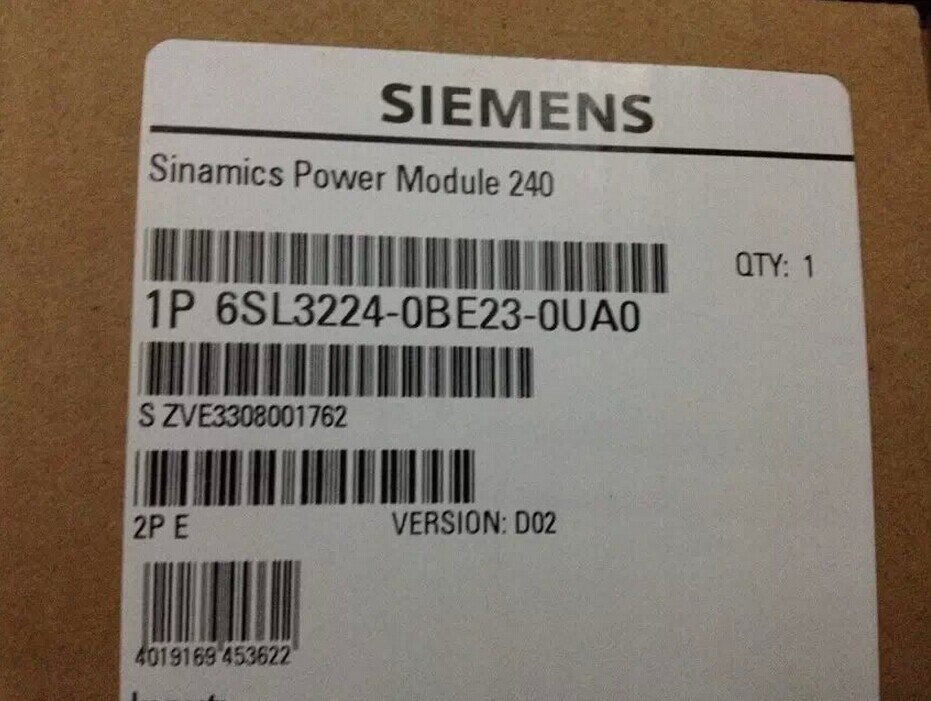 SIEMENS
Sinamics Power Module 240
QTY: 1
1P 6SL3224-0BE23-0UA0
S ZVE3308001762
2P E VERSION: D02
4019169 453622